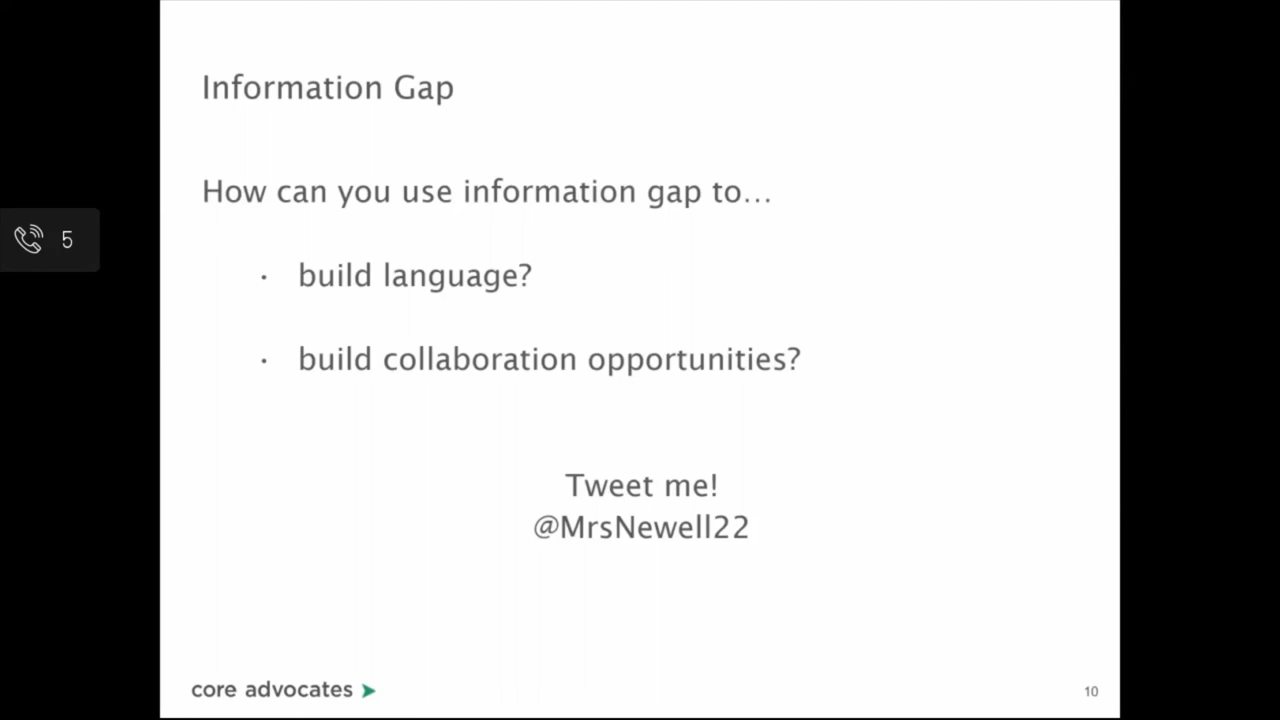 Information Gap
How can you use information gap to...
5
· build language?
· build collaboration opportunities?
Tweet me!
@MrsNewell22
core advocates
10